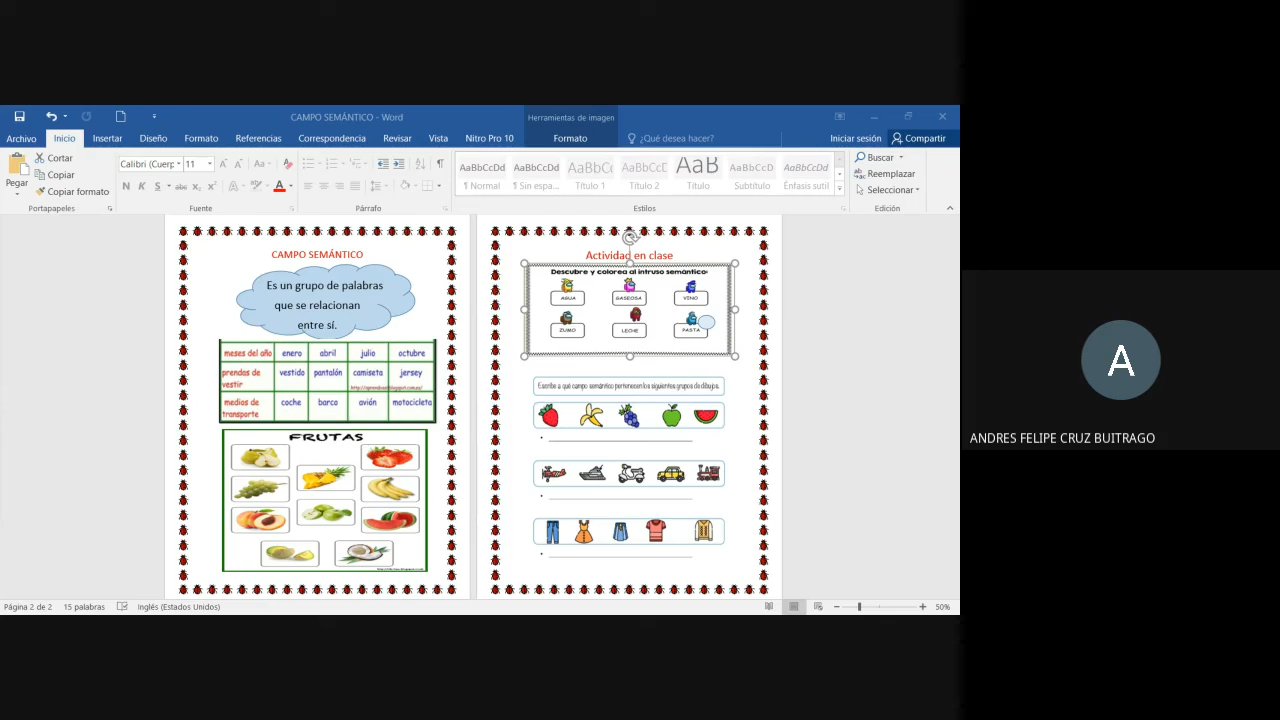 CAMPO SEMÁNTICO - Word
Herramientas de imagen
Archivo Inicio Insertar Diseño Formato Referencias Correspondencia Revisar Vista Nitro Pro 10 Formato ¿Qué desea hacer? Iniciar sesión Compartir
Pegar
Cortar
Copiar
Copiar formato
Calibri (Cuerp 11
Aa
N K S abc x₂ x² A A
AaBbCcDd AaBbCcDd AaBbCc AaBbCcE AaB AaBbCcD AaBbCcDd
¶ Normal ¶ Sin espa... Título 1 Título 2 Título Subtítulo Énfasis sutil
Buscar
Reemplazar
Seleccionar
Portapapeles Fuente Párrafo Estilos Edición
CAMPO SEMÁNTICO
Es un grupo de palabras
que se relacionan
entre sí.
meses del año enero abril julio octubre
prendas de vestir vestido pantalón camiseta jersey
medios de transporte coche barco avión motocicleta
FRUTAS
Actividad en clase
Descubre y colorea al intruso semántico
AGUA GASEOSA VINO
ZUMO LECHE PASTA
Escribe a qué campo semántico pertenecen los siguientes grupos de dibujos.
Página 2 de 2 15 palabras Inglés (Estados Unidos) 50%
A
ANDRES FELIPE CRUZ BUITRAGO